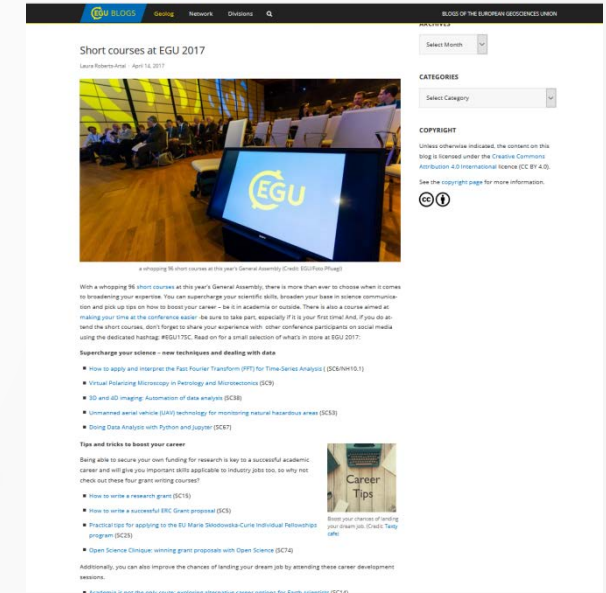 EGU BLOGS Geolog Network Divisions BLOGS OF THE EUROPEAN GEOSCIENCES UNION
Short courses at EGU 2017
Laura Roberts-Artal April 14, 2017
EGU
a whopping 96 short courses at this year's General Assembly (Credit: EGU/Foto Pfluegl)
With a whopping 96 short courses at this year's General Assembly, there is more than ever to choose when it comes
to broadening your expertise. You can supercharge your scientific skills, broaden your base in science communica-
tion and pick up tips on how to boost your career – be it in academia or outside. There is also a course aimed at
making your time at the conference easier -be sure to take part, especially if it is your first time! And, if you do at-
tend the short courses, don't forget to share your experience with other conference participants on social media
using the dedicated hashtag: #EGU17SC. Read on for a small selection of what's in store at EGU 2017:
Supercharge your science – new techniques and dealing with data
How to apply and interpret the Fast Fourier Transform (FFT) for Time-Series Analysis ( (SC6/NH10.1)
Virtual Polarizing Microscopy in Petrology and Microtectonics (SC9)
3D and 4D imaging: Automation of data analysis (SC38)
Unmanned aerial vehicle (UAV) technology for monitoring natural hazardous areas (SC53)
Doing Data Analysis with Python and Jupyter (SC67)
Tips and tricks to boost your career
Being able to secure your own funding for research is key to a successful academic
career and will give you important skills applicable to industry jobs too, so why not
check out these four grant writing courses?
How to write a research grant (SC15)
How to write a successful ERC Grant proposal (SC5)
Practical tips for applying to the EU Marie Skłodowska-Curie Individual Fellowships
program (SC25)
Open Science Clinique: winning grant proposals with Open Science (SC74)
Career
Tips
Boost your chances of landing
your dream job. (Credit: Tasty
cafe)
Additionally, you can also improve the chances of landing your dream job by attending these career development
sessions.
Academia is not the only route: exploring alternative career options for Earth scientists (SC14)
ARCHIVES
Select Month
CATEGORIES
Select Category
COPYRIGHT
Unless otherwise indicated, the content on this
blog is licensed under the Creative Commons
Attribution 4.0 International licence (CC BY 4.0).
See the copyright page for more information.
cc